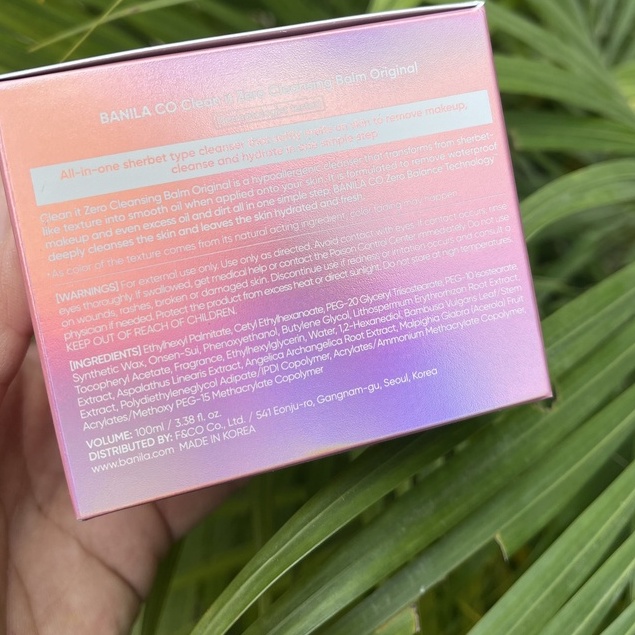 BANILA CO Clean it Zero Cleansing Balm Original
All-in-one sherbet type cleanser to remove makeup,
cleanse and hydrate in one simple step
Clean it Zero Cleansing Balm Original is a hypoallergenic cleanser that transforms from sherbet-
like texture into smooth oil when applied onto your skin. It is formulated to remove waterproof
makeup and even excess oil and dirt all in one simple step. BANILA CO Zero Balance Technology
deeply cleanses the skin and leaves the skin hydrated and fresh.
*As color of the texture comes from its natural acting ingredient, color
[WARNINGS] For external use only. Use only as directed. Avoid contact with eyes. If contact occurs, rinse
eyes thoroughly. If swallowed, get medical help or contact the Poison Control Center immediately. Do not use
on wounds, rashes, broken or damaged skin. Discontinue use if redness or irritation occurs and consult a
physician if needed. Protect the product from excess heat or direct sunlight. Do not store at high temperatures.
KEEP OUT OF REACH OF CHILDREN.
[INGREDIENTS] Ethylhexyl Palmitate, Cetyl Ethylhexanoate, PEG-20 Glyceryl Triisostearate, PEG-10 Isostearate,
Synthetic Wax, Onsen-Sui, Phenoxyethanol, Butylene Glycol, Lithospermum Erythrorhizon Root Extract,
Tocopheryl Acetate, Fragrance, Ethylhexylglycerin, Water, 1,2-Hexanediol, Bambusa Vulgaris Leaf/Stem
Extract, Aspalathus Linearis Extract, Angelica Archangelica Root Extract, Malpighia Glabra (Acerola) Fruit
Extract, Polydiethyleneglycol Adipate/IPDI Copolymer, Acrylates/Ammonium Methacrylate Copolymer,
Acrylates/Methoxy PEG-15 Methacrylate Copolymer
VOLUME: 100ml / 3.38 fl. oz.
DISTRIBUTED BY: F&CO Co., Ltd. / 541 Eonju-ro, Gangnam-gu, Seoul, Korea
www.banila.com MADE IN KOREA